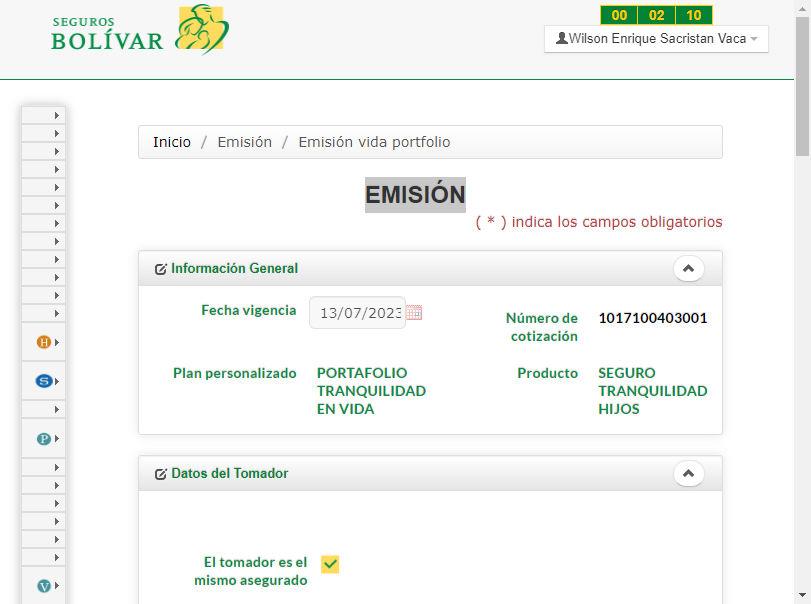 SEGUROS
BOLÍVAR
00 02 10
Wilson Enrique Sacristan Vaca
Inicio / Emisión / Emisión vida portfolio
EMISIÓN
( * ) indica los campos obligatorios
Información General
Fecha vigencia 13/07/2023
Número de
cotización
1017100403001
Plan personalizado
PORTAFOLIO
TRANQUILIDAD
EN VIDA
Producto
SEGURO
TRANQUILIDAD
HIJOS
Datos del Tomador
El tomador es el
mismo asegurado
H
S
P
V